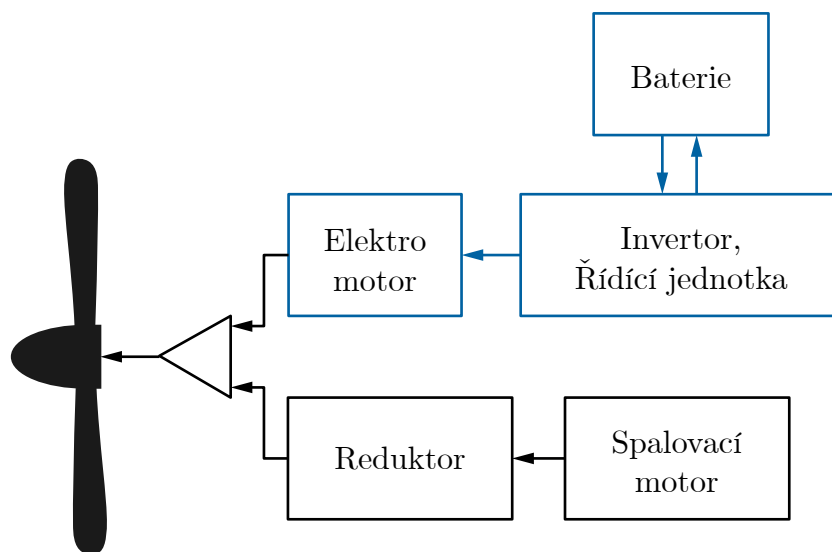 Baterie
Elektro
motor
Invertor,
Řídící jednotka
Reduktor
Spalovací
motor